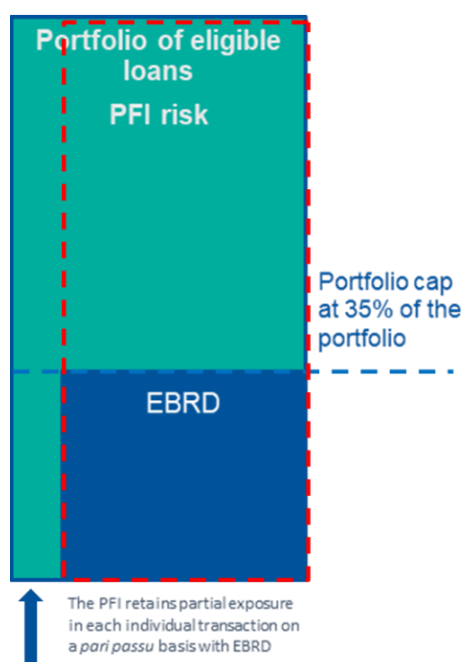 Portfolio of eligible
loans
PFI risk
Portfolio cap
at 35% of the
portfolio
EBRD
The PFI retains partial exposure
in each individual transaction on
a pari passu basis with EBRD